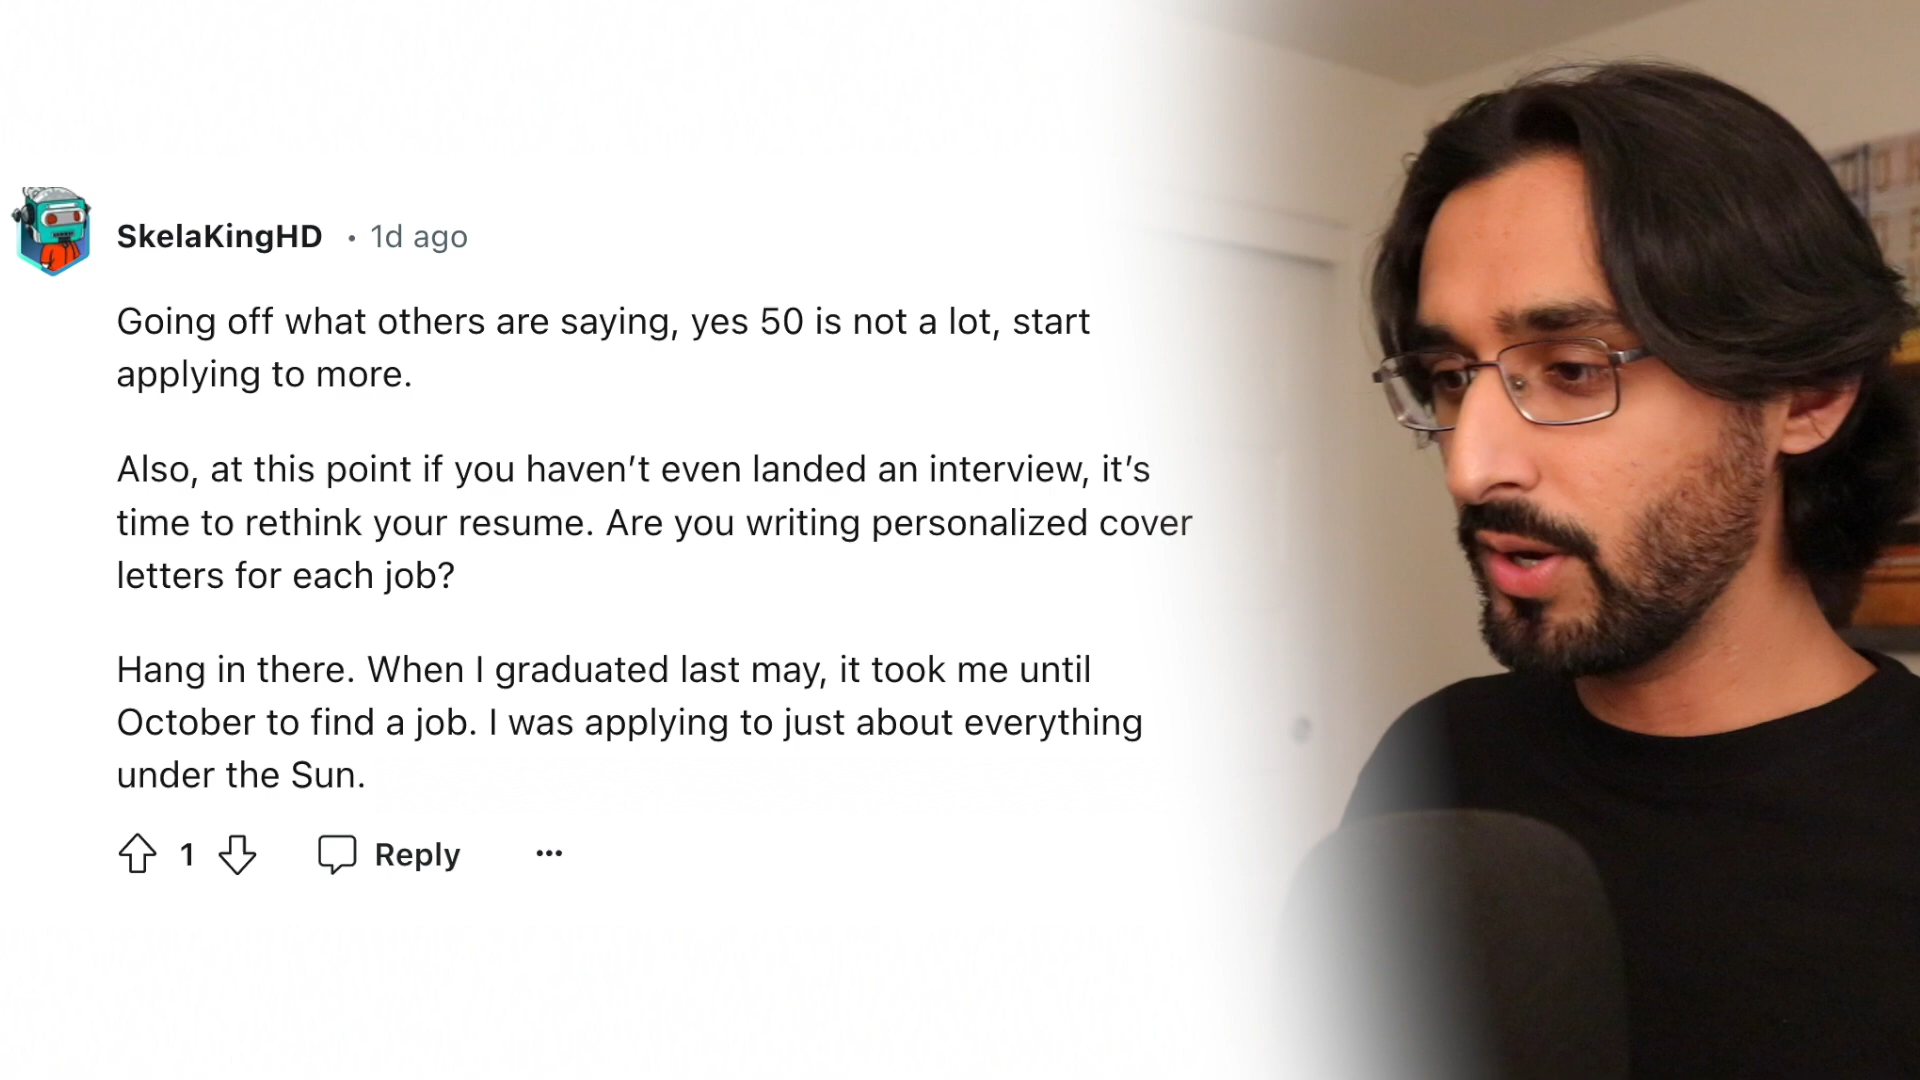 SkelaKingHD • 1d ago
Going off what others are saying, yes 50 is not a lot, start
applying to more.
Also, at this point if you haven’t even landed an interview, it’s
time to rethink your resume. Are you writing personalized cover
letters for each job?
Hang in there. When I graduated last may, it took me until
October to find a job. I was applying to just about everything
under the Sun.
1 Reply ...